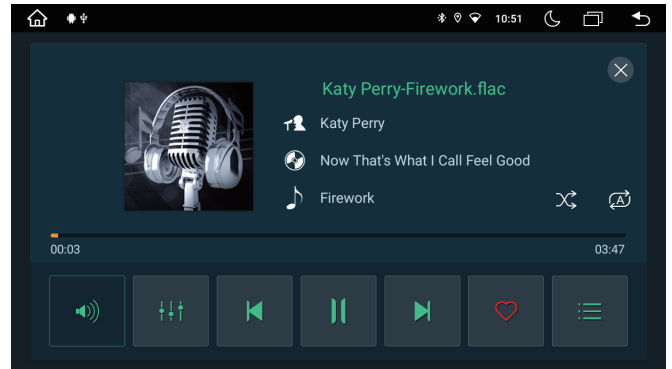 10:51
Katy Perry-Firework.flac
Katy Perry
Now That's What I Call Feel Good
Firework
00:03
03:47